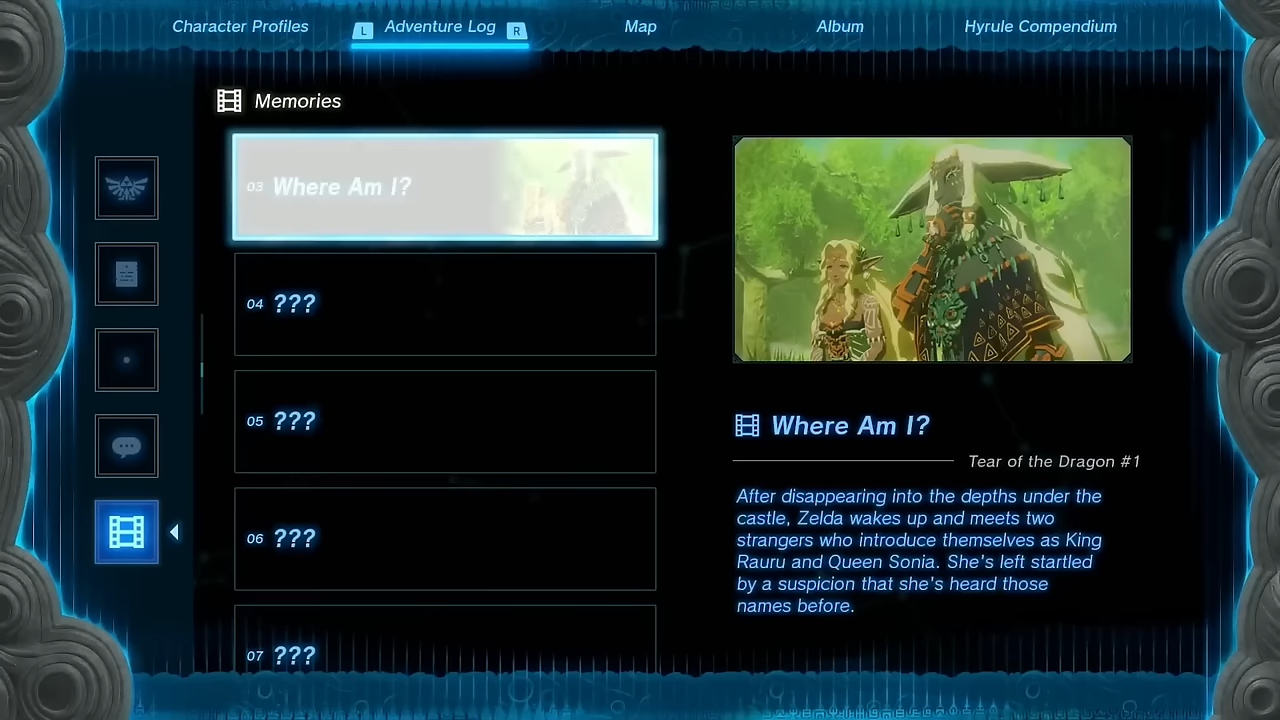 Character Profiles
L Adventure Log R
Map
Album
Hyrule Compendium
Memories
03 Where Am I?
04 ???
05 ???
06 ???
07 ???
Where Am I?
Tear of the Dragon #1
After disappearing into the depths under the
castle, Zelda wakes up and meets two
strangers who introduce themselves as King
Rauru and Queen Sonia. She's left startled
by a suspicion that she's heard those
names before.